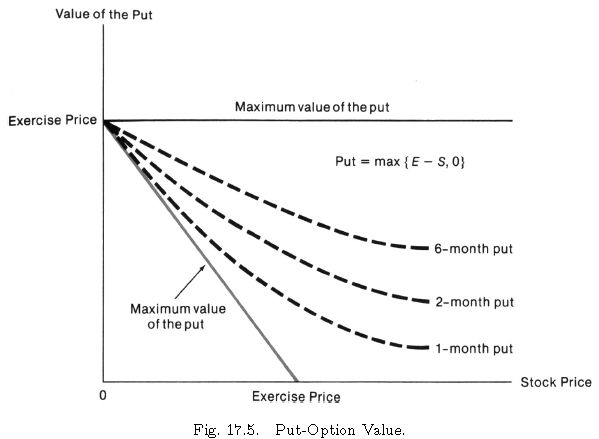 Value of the Put
Maximum value of the put
Exercise Price
Put = max { E − S, 0}
6-month put
2-month put
Maximum value
of the put
1-month put
Stock Price
0
Exercise Price
Fig. 17.5. Put-Option Value.